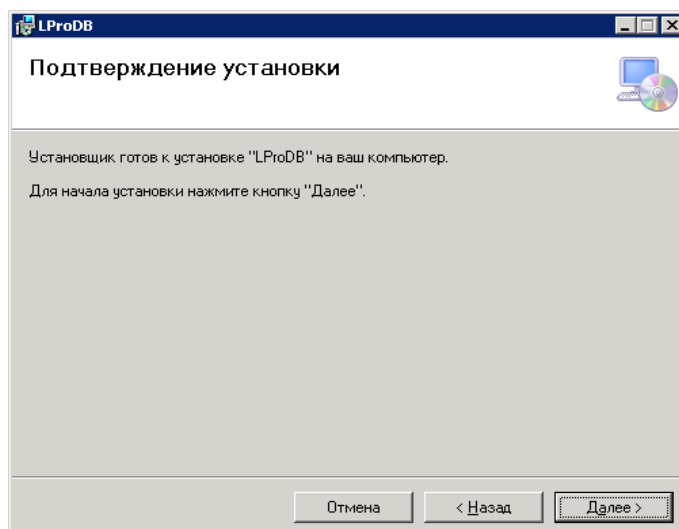 LProDB
Подтверждение установки
Установщик готов к установке "LProDB" на ваш компьютер.
Для начала установки нажмите кнопку "Далее".
Отмена
< Назад
Далее >